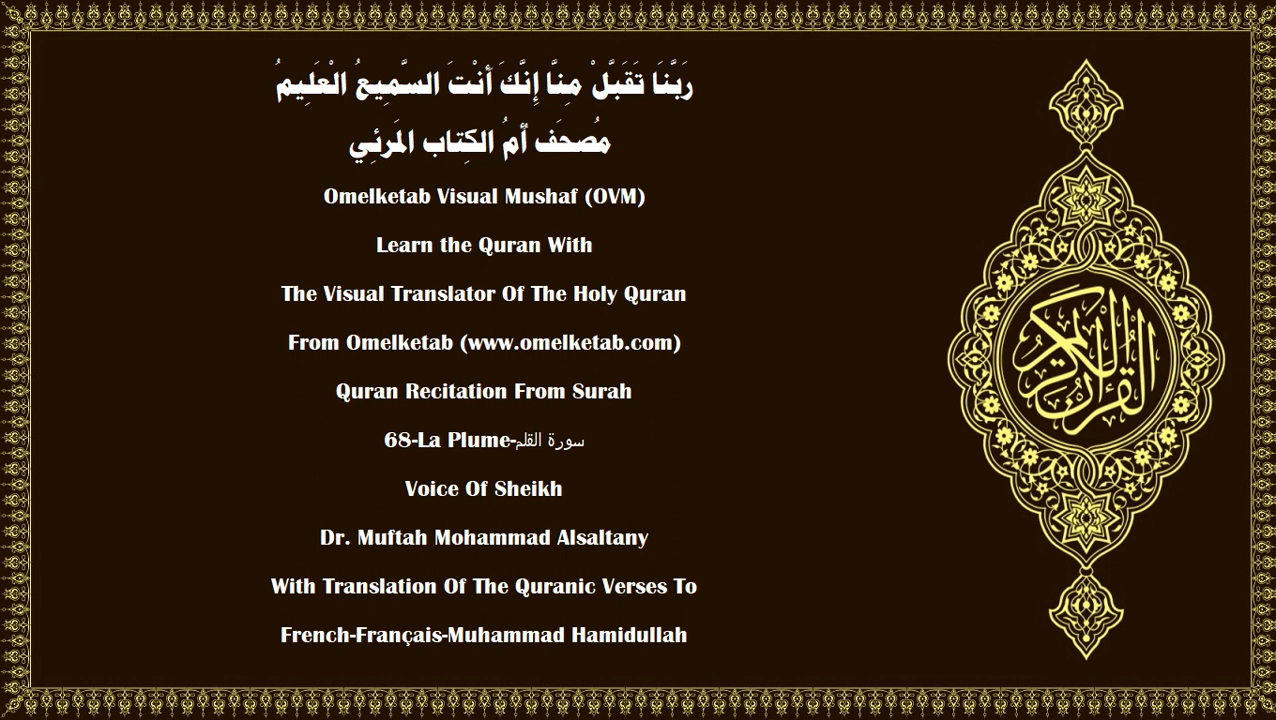 رَبَّنَا تَقَبَّلْ مِنَّا إِنَّكَ أَنْتَ السَّمِيعُ الْعَلِيمُ
مُصحَف أمُ الكِتاب المَرئِي
Omelketab Visual Mushaf (OVM)
Learn the Quran With
The Visual Translator Of The Holy Quran
From Omelketab (www.omelketab.com)
Quran Recitation From Surah
68-La Plume-سورة القلم
Voice Of Sheikh
Dr. Muftah Mohammad Alsaltany
With Translation Of The Quranic Verses To
French-Français-Muhammad Hamidullah
القرآن الكريم